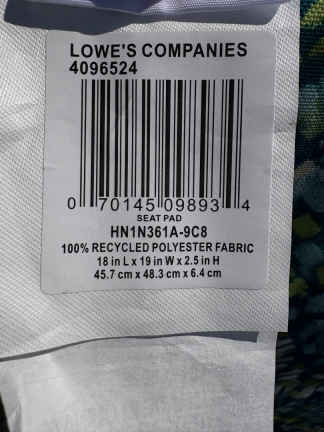 LOWE'S COMPANIES
4096524
0 70145 09893 4
SEAT PAD
HN1N361A-9C8
100% RECYCLED POLYESTER FABRIC
18 in L x 19 in W x 2.5 in H
45.7 cm x 48.3 cm x 6.4 cm